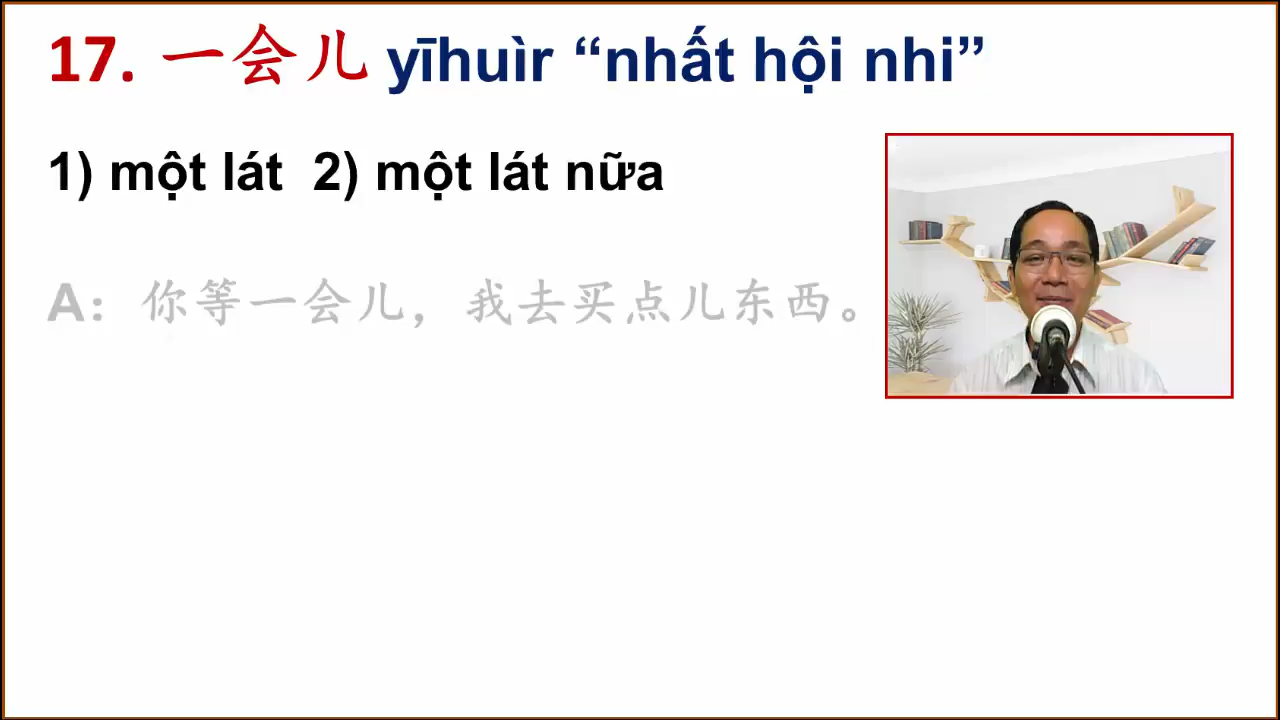 17. 一会儿 yīhuìr “nhất hội nhi”
1) một lát 2) một lát nữa
A：你等一会儿，我去买点儿东西。